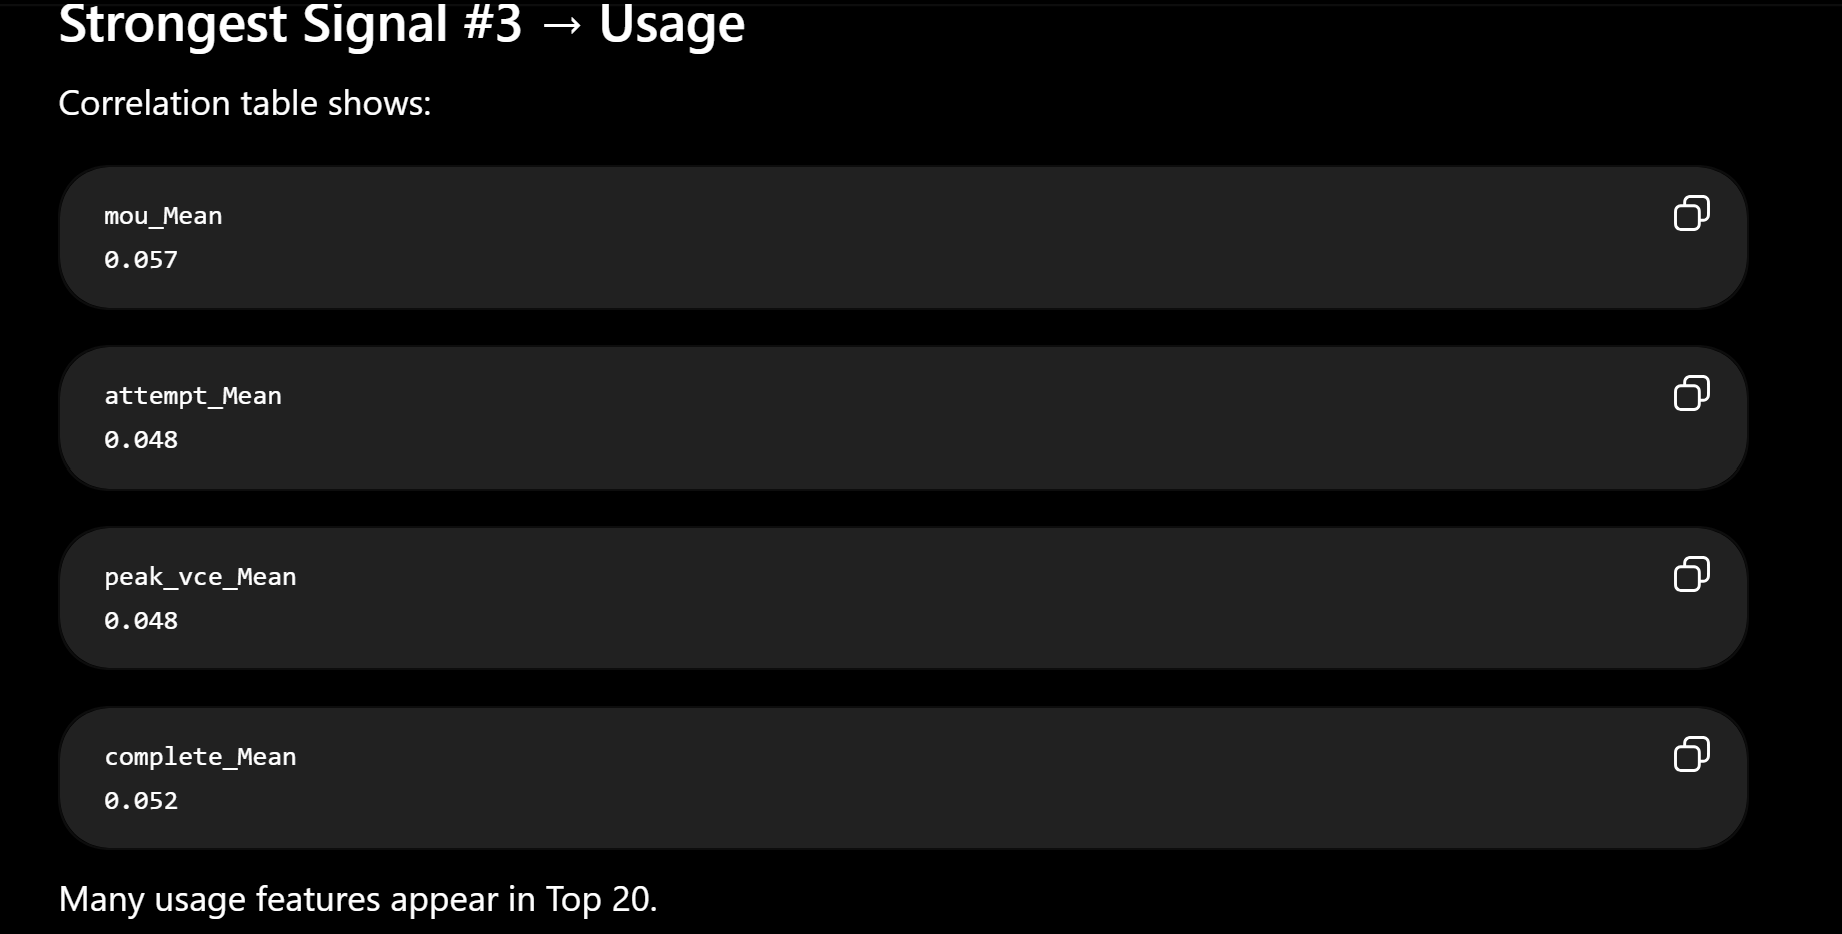 Strongest Signal #3 → Usage
Correlation table shows:
mou_Mean
0.057
attempt_Mean
0.048
peak_vce_Mean
0.048
complete_Mean
0.052
Many usage features appear in Top 20.